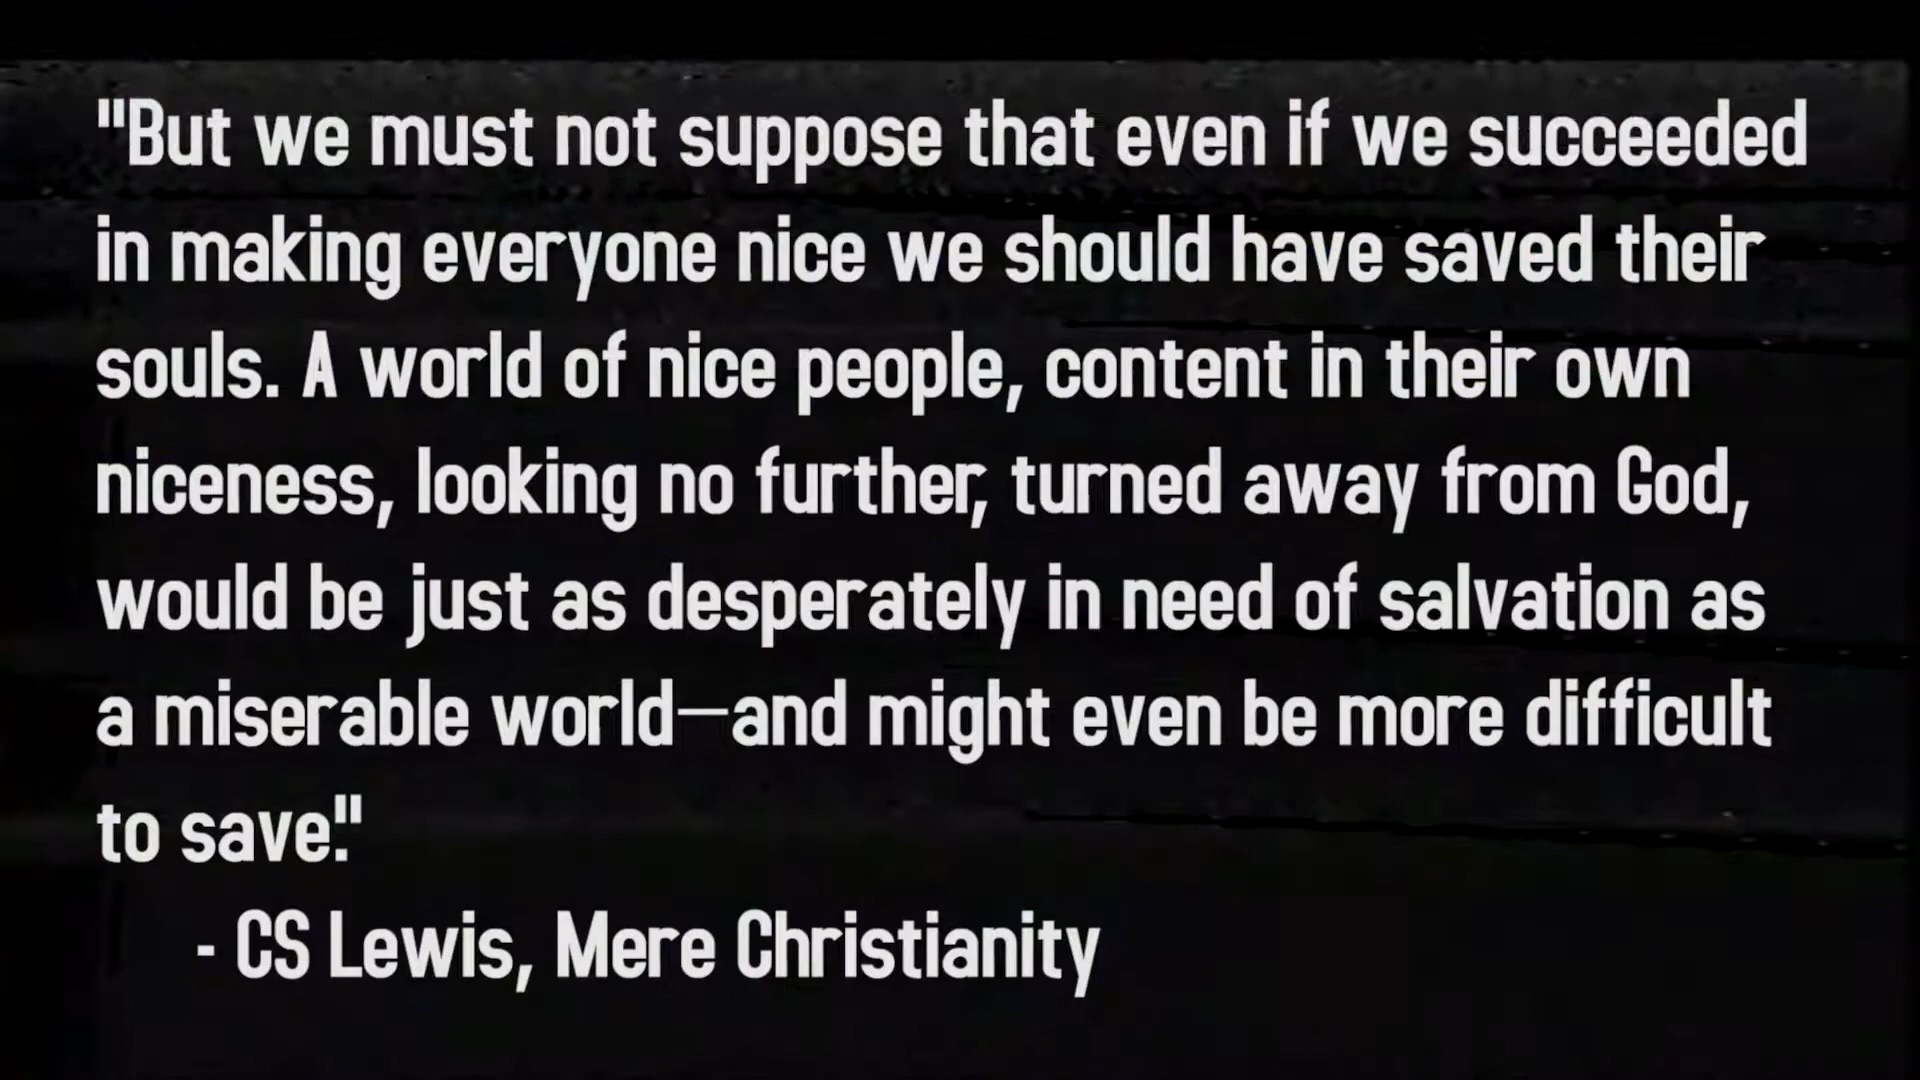 "But we must not suppose that even if we succeeded
in making everyone nice we should have saved their
souls. A world of nice people, content in their own
niceness, looking no further, turned away from God,
would be just as desperately in need of salvation as
a miserable world—and might even be more difficult
to save."
- CS Lewis, Mere Christianity